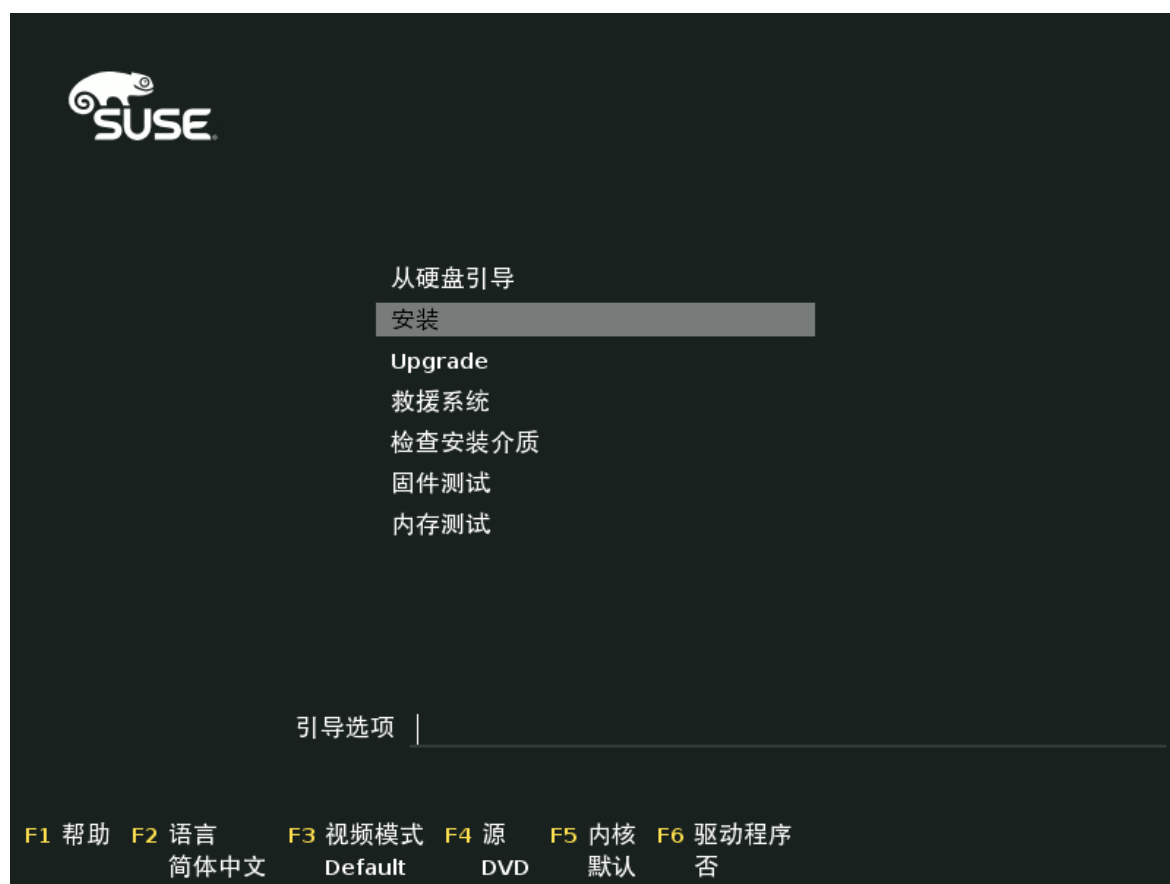 SUSE.
从硬盘引导
安装
Upgrade
救援系统
检查安装介质
固件测试
内存测试
引导选项
F1 帮助 F2 语言 F3 视频模式 F4 源 F5 内核 F6 驱动程序
简体中文 Default DVD 默认 否